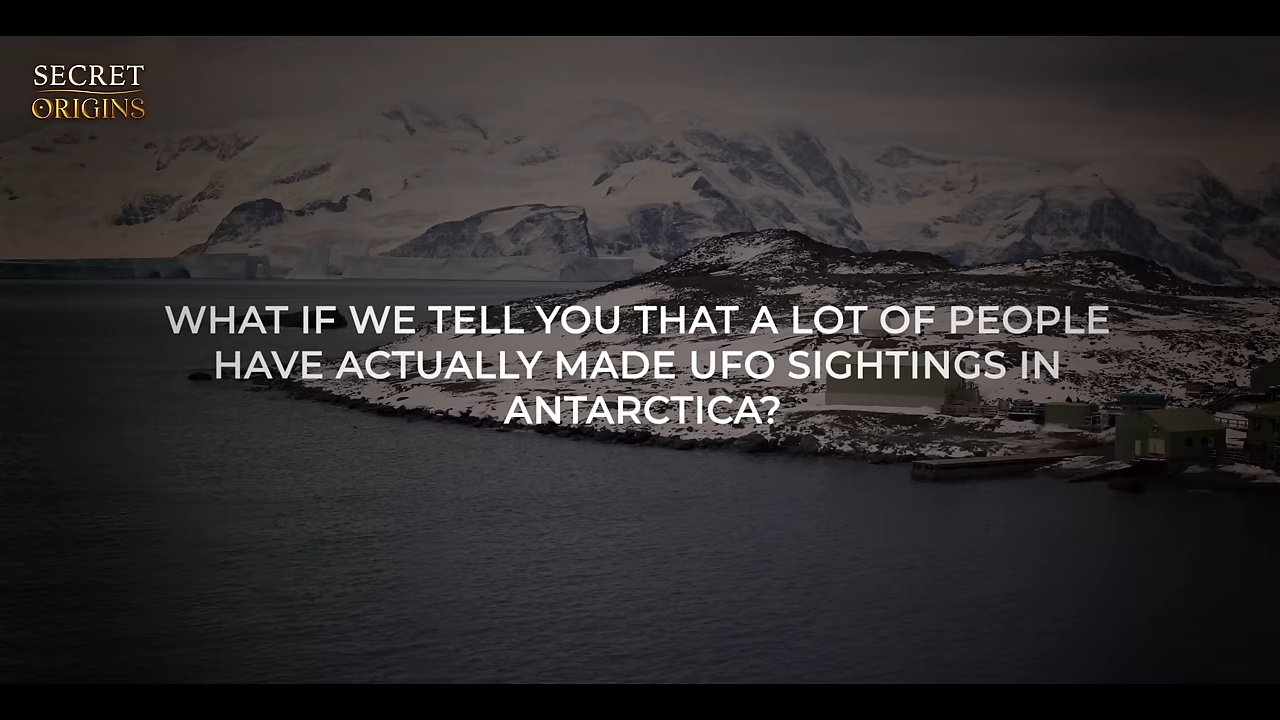 SECRET
ORIGINS
WHAT IF WE TELL YOU THAT A LOT OF PEOPLE
HAVE ACTUALLY MADE UFO SIGHTINGS IN
ANTARCTICA?